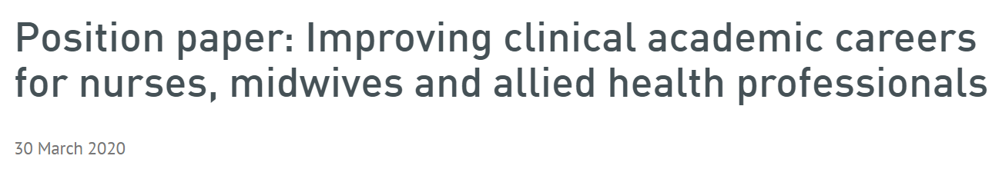 Position paper: Improving clinical academic careers
for nurses, midwives and allied health professionals
30 March 2020